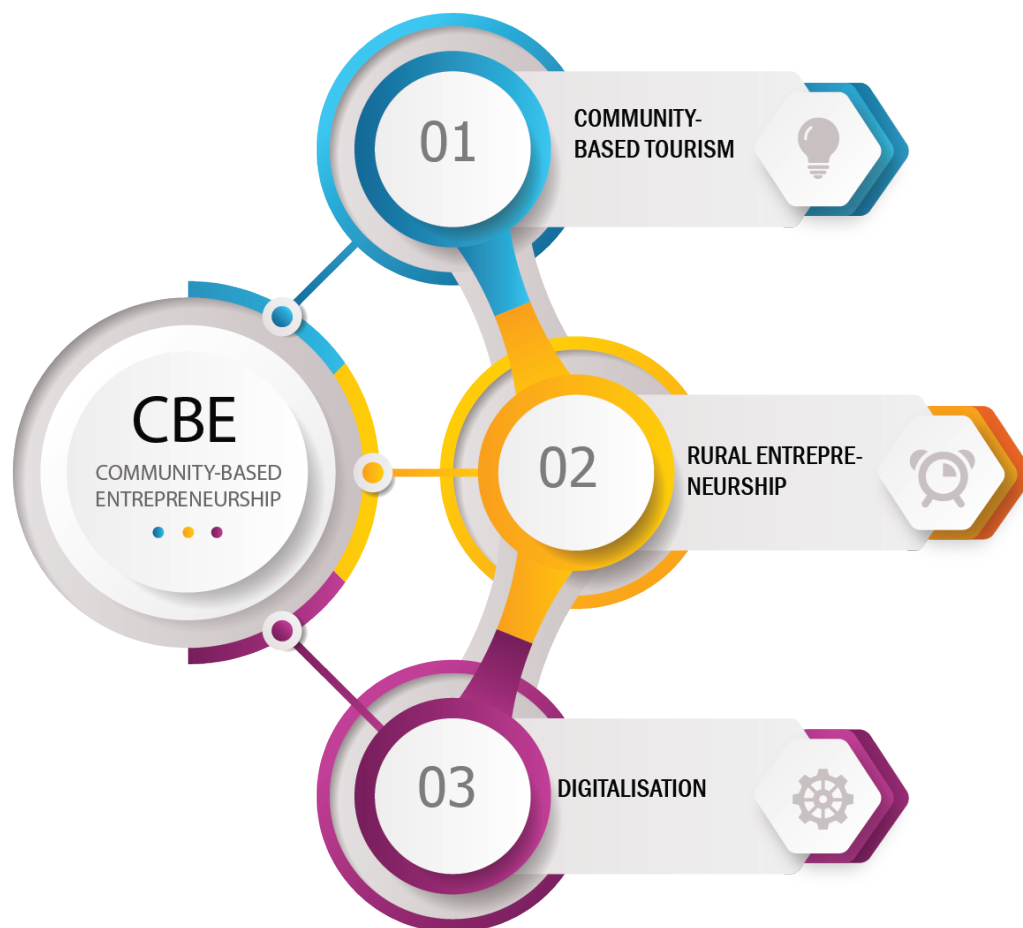 01
COMMUNITY-
BASED TOURISM
CBE
COMMUNITY-BASED
ENTREPRENEURSHIP
02
RURAL ENTREPRE-
NEURSHIP
03
DIGITALISATION